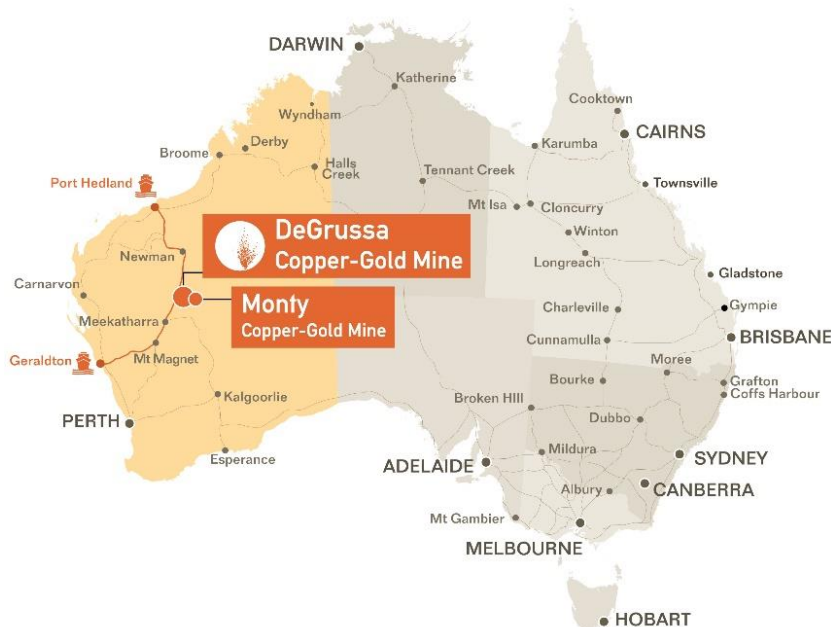 DARWIN
Katherine
Cooktown
Wyndham
CAIRNS
Derby
Karumba
Broome
Halls
Creek
Tennant Creek
Port Hedland
Townsville
Mt Isa
Cloncurry
DeGrussa
Copper-Gold Mine
Winton
Newman
Longreach
Gladstone
Carnarvon
Monty
Copper-Gold Mine
Charleville
Gympie
Meekatharra
Cunnamulla
BRISBANE
Mt Magnet
Geraldton
Moree
Bourke
Grafton
Kalgoorlie
Broken Hill
Coffs Harbour
PERTH
Dubbo
Esperance
Mildura
SYDNEY
ADELAIDE
Albury
CANBERRA
Mt Gambier
MELBOURNE
HOBART